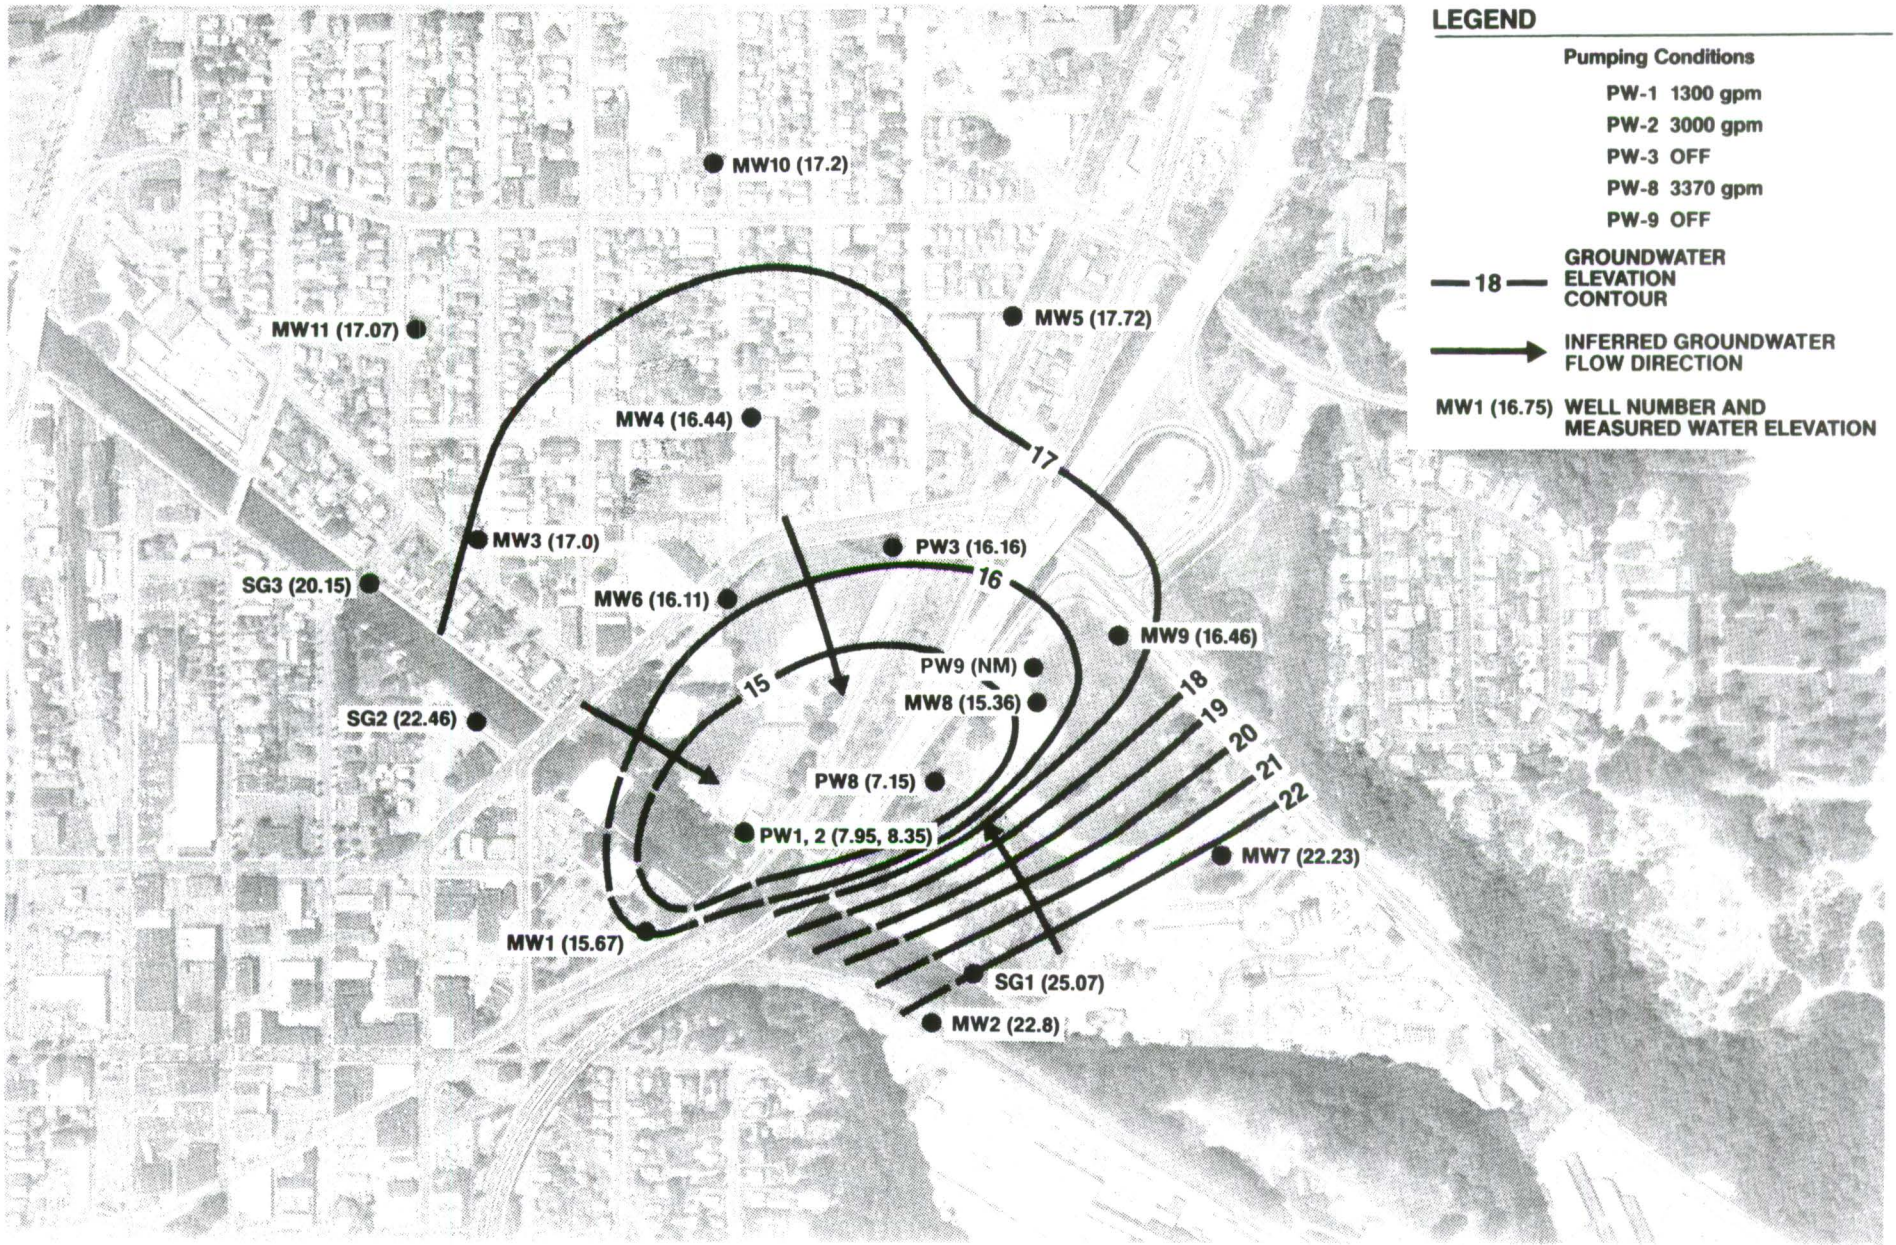 LEGEND
Pumping Conditions
PW-1 1300 gpm
PW-2 3000 gpm
PW-3 OFF
PW-8 3370 gpm
PW-9 OFF
18
GROUNDWATER
ELEVATION
CONTOUR
INFERRED GROUNDWATER
FLOW DIRECTION
MW1 (16.75) WELL NUMBER AND
MEASURED WATER ELEVATION
MW10 (17.2)
MW11 (17.07)
MW5 (17.72)
MW4 (16.44)
17
MW3 (17.0)
PW3 (16.16)
SG3 (20.15)
16
MW6 (16.11)
MW9 (16.46)
PW9 (NM)
15
18
MW8 (15.36)
19
SG2 (22.46)
20
21
PW8 (7.15)
22
PW1, 2 (7.95, 8.35)
MW7 (22.23)
MW1 (15.67)
SG1 (25.07)
MW2 (22.8)